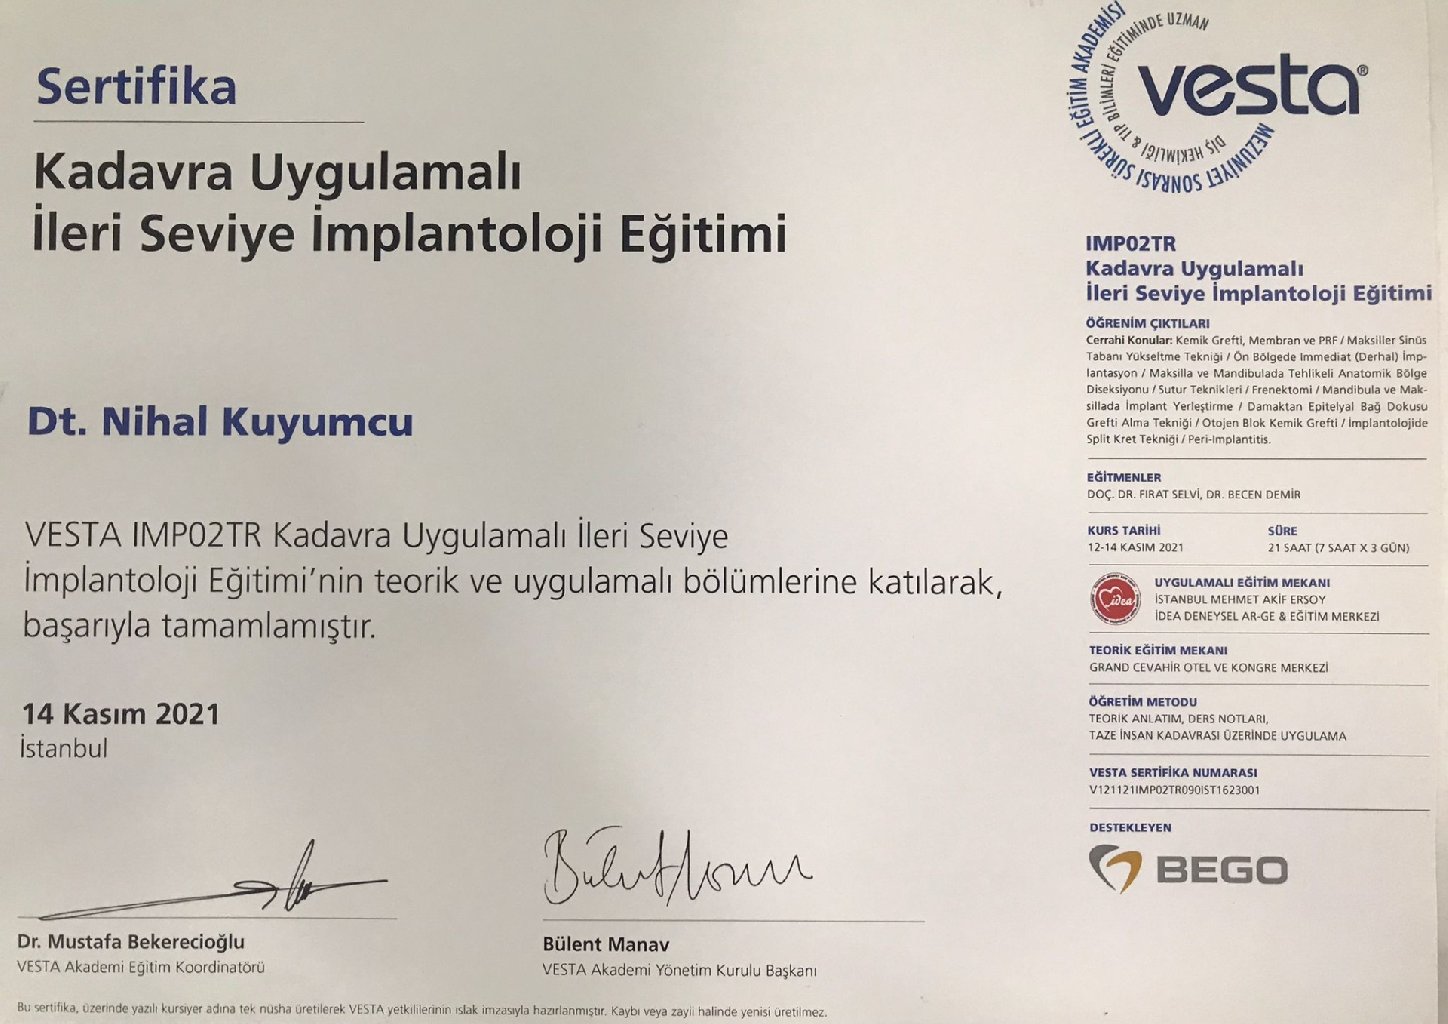 Sertifika
Kadavra Uygulamalı
İleri Seviye İmplantoloji Eğitimi
Dt. Nihal Kuyumcu
VESTA IMP02TR Kadavra Uygulamalı İleri Seviye
İmplantoloji Eğitimi’nin teorik ve uygulamalı bölümlerine katılarak,
başarıyla tamamlamıştır.
14 Kasım 2021
İstanbul
Dr. Mustafa Bekerecioğlu
VESTA Akademi Eğitim Koordinatörü
Bülent Manav
VESTA Akademi Yönetim Kurulu Başkanı
Bu sertifika, üzerinde yazılı kursiyer adına tek nüsha üretilerek VESTA yetkililerinin ıslak imzasıyla hazırlanmıştır. Kaybı veya zayii halinde yenisi üretilmez.
MEZUNİYET SONRASI SÜREKLİ EĞİTİM AKADEMİSİ
DİŞ HEKİMLİĞİ & TIP BİLİMLERİ EĞİTİMİNDE UZMAN
vesta®
IMP02TR
Kadavra Uygulamalı
İleri Seviye İmplantoloji Eğitimi
ÖĞRENİM ÇIKTILARI
Cerrahi Konular: Kemik Grefti, Membran ve PRF / Maksiller Sinüs
Tabanı Yükseltme Tekniği / Ön Bölgede Immediat (Derhal) İmp-
lantasyon / Maksilla ve Mandibulada Tehlikeli Anatomik Bölge
Diseksiyonu / Sutur Teknikleri / Frenektomi / Mandibula ve Mak-
sillada İmplant Yerleştirme / Damaktan Epitelyal Bağ Dokusu
Grefti Alma Tekniği / Otojen Blok Kemik Grefti / İmplantolojide
Split Kret Tekniği / Peri-Implantitis.
EĞİTMENLER
DOÇ. DR. FIRAT SELVİ, DR. BECEN DEMİR
KURS TARİHİ
12-14 KASIM 2021
SÜRE
21 SAAT (7 SAAT X 3 GÜN)
idea
UYGULAMALI EĞİTİM MEKANI
İSTANBUL MEHMET AKİF ERSOY
İDEA DENEYSEL AR-GE & EĞİTİM MERKEZİ
TEORİK EĞİTİM MEKANI
GRAND CEVAHİR OTEL VE KONGRE MERKEZİ
ÖĞRETİM METODU
TEORİK ANLATIM, DERS NOTLARI,
TAZE İNSAN KADAVRASI ÜZERİNDE UYGULAMA
VESTA SERTİFİKA NUMARASI
V121121IMP02TR090IST1623001
DESTEKLEYEN
BEGO